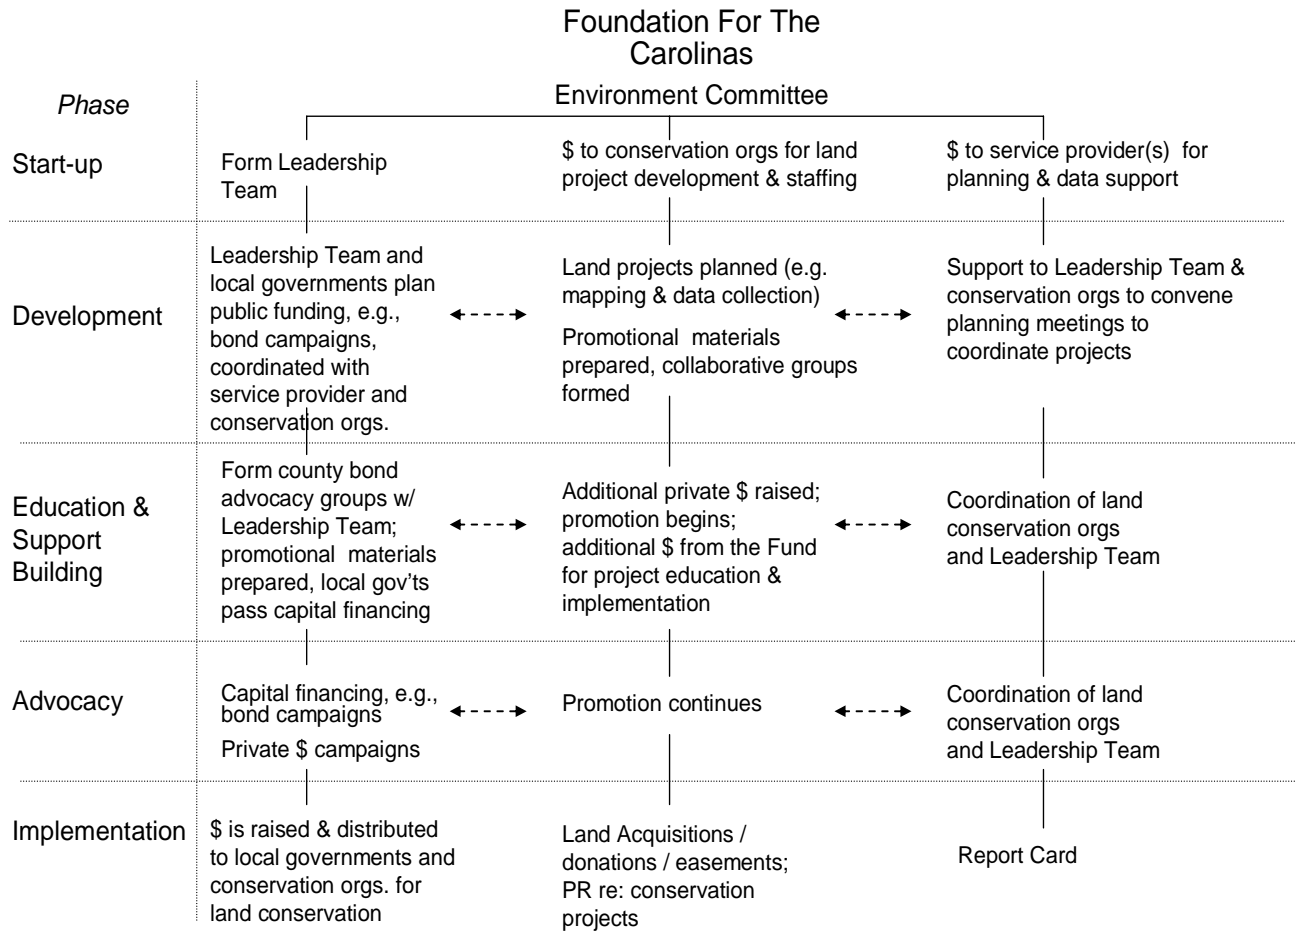 Foundation For The
Carolinas
Environment Committee
Phase
Start-up
Form Leadership
Team
$ to conservation orgs for land
project development & staffing
$ to service provider(s) for
planning & data support
Development
Leadership Team and
local governments plan
public funding, e.g.,
bond campaigns,
coordinated with
service provider and
conservation orgs.
Land projects planned (e.g.
mapping & data collection)
Promotional materials
prepared, collaborative groups
formed
Support to Leadership Team &
conservation orgs to convene
planning meetings to
coordinate projects
Education &
Support
Building
Form county bond
advocacy groups w/
Leadership Team;
promotional materials
prepared, local gov'ts
pass capital financing
Additional private $ raised;
promotion begins;
additional $ from the Fund
for project education &
implementation
Coordination of land
conservation orgs
and Leadership Team
Advocacy
Capital financing, e.g.,
bond campaigns
Private $ campaigns
Promotion continues
Coordination of land
conservation orgs
and Leadership Team
Implementation
$ is raised & distributed
to local governments and
conservation orgs. for
land conservation
Land Acquisitions /
donations / easements;
PR re: conservation
projects
Report Card